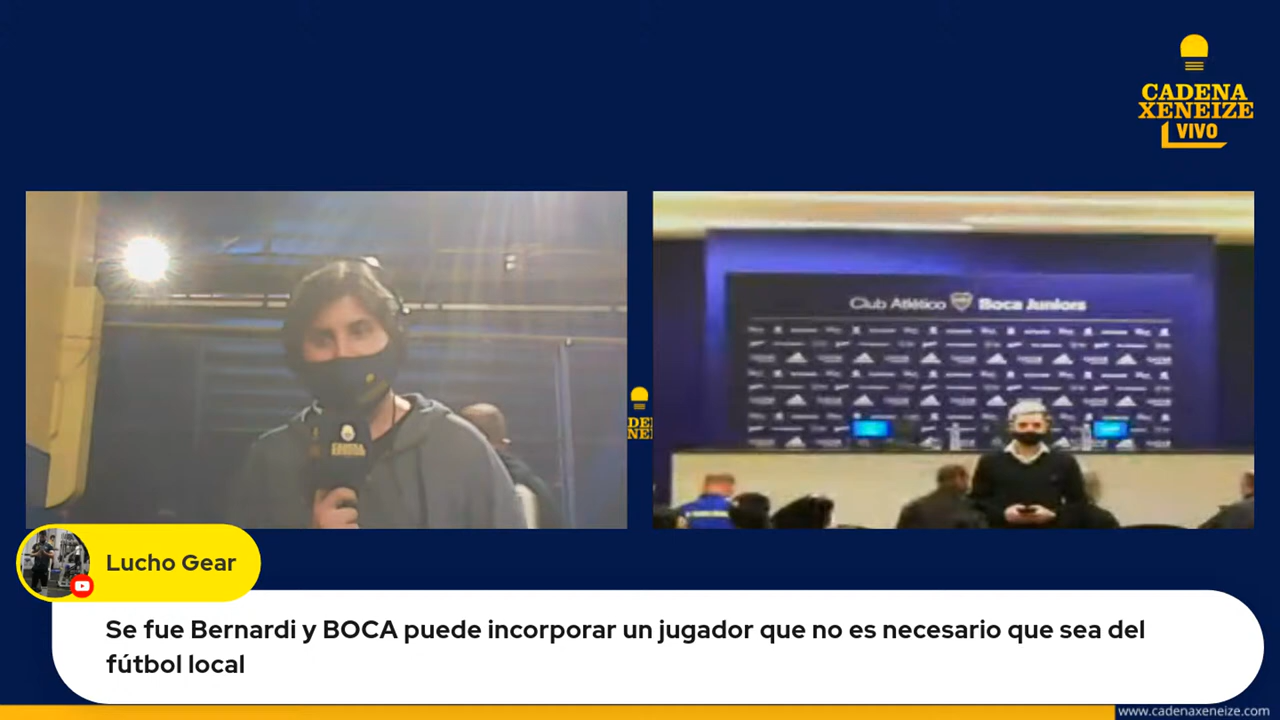 CADENA
XENEIZE
VIVO
Club Atlético Boca Juniors
Lucho Gear
Se fue Bernardi y BOCA puede incorporar un jugador que no es necesario que sea del
fútbol local
www.cadenaxeneize.com